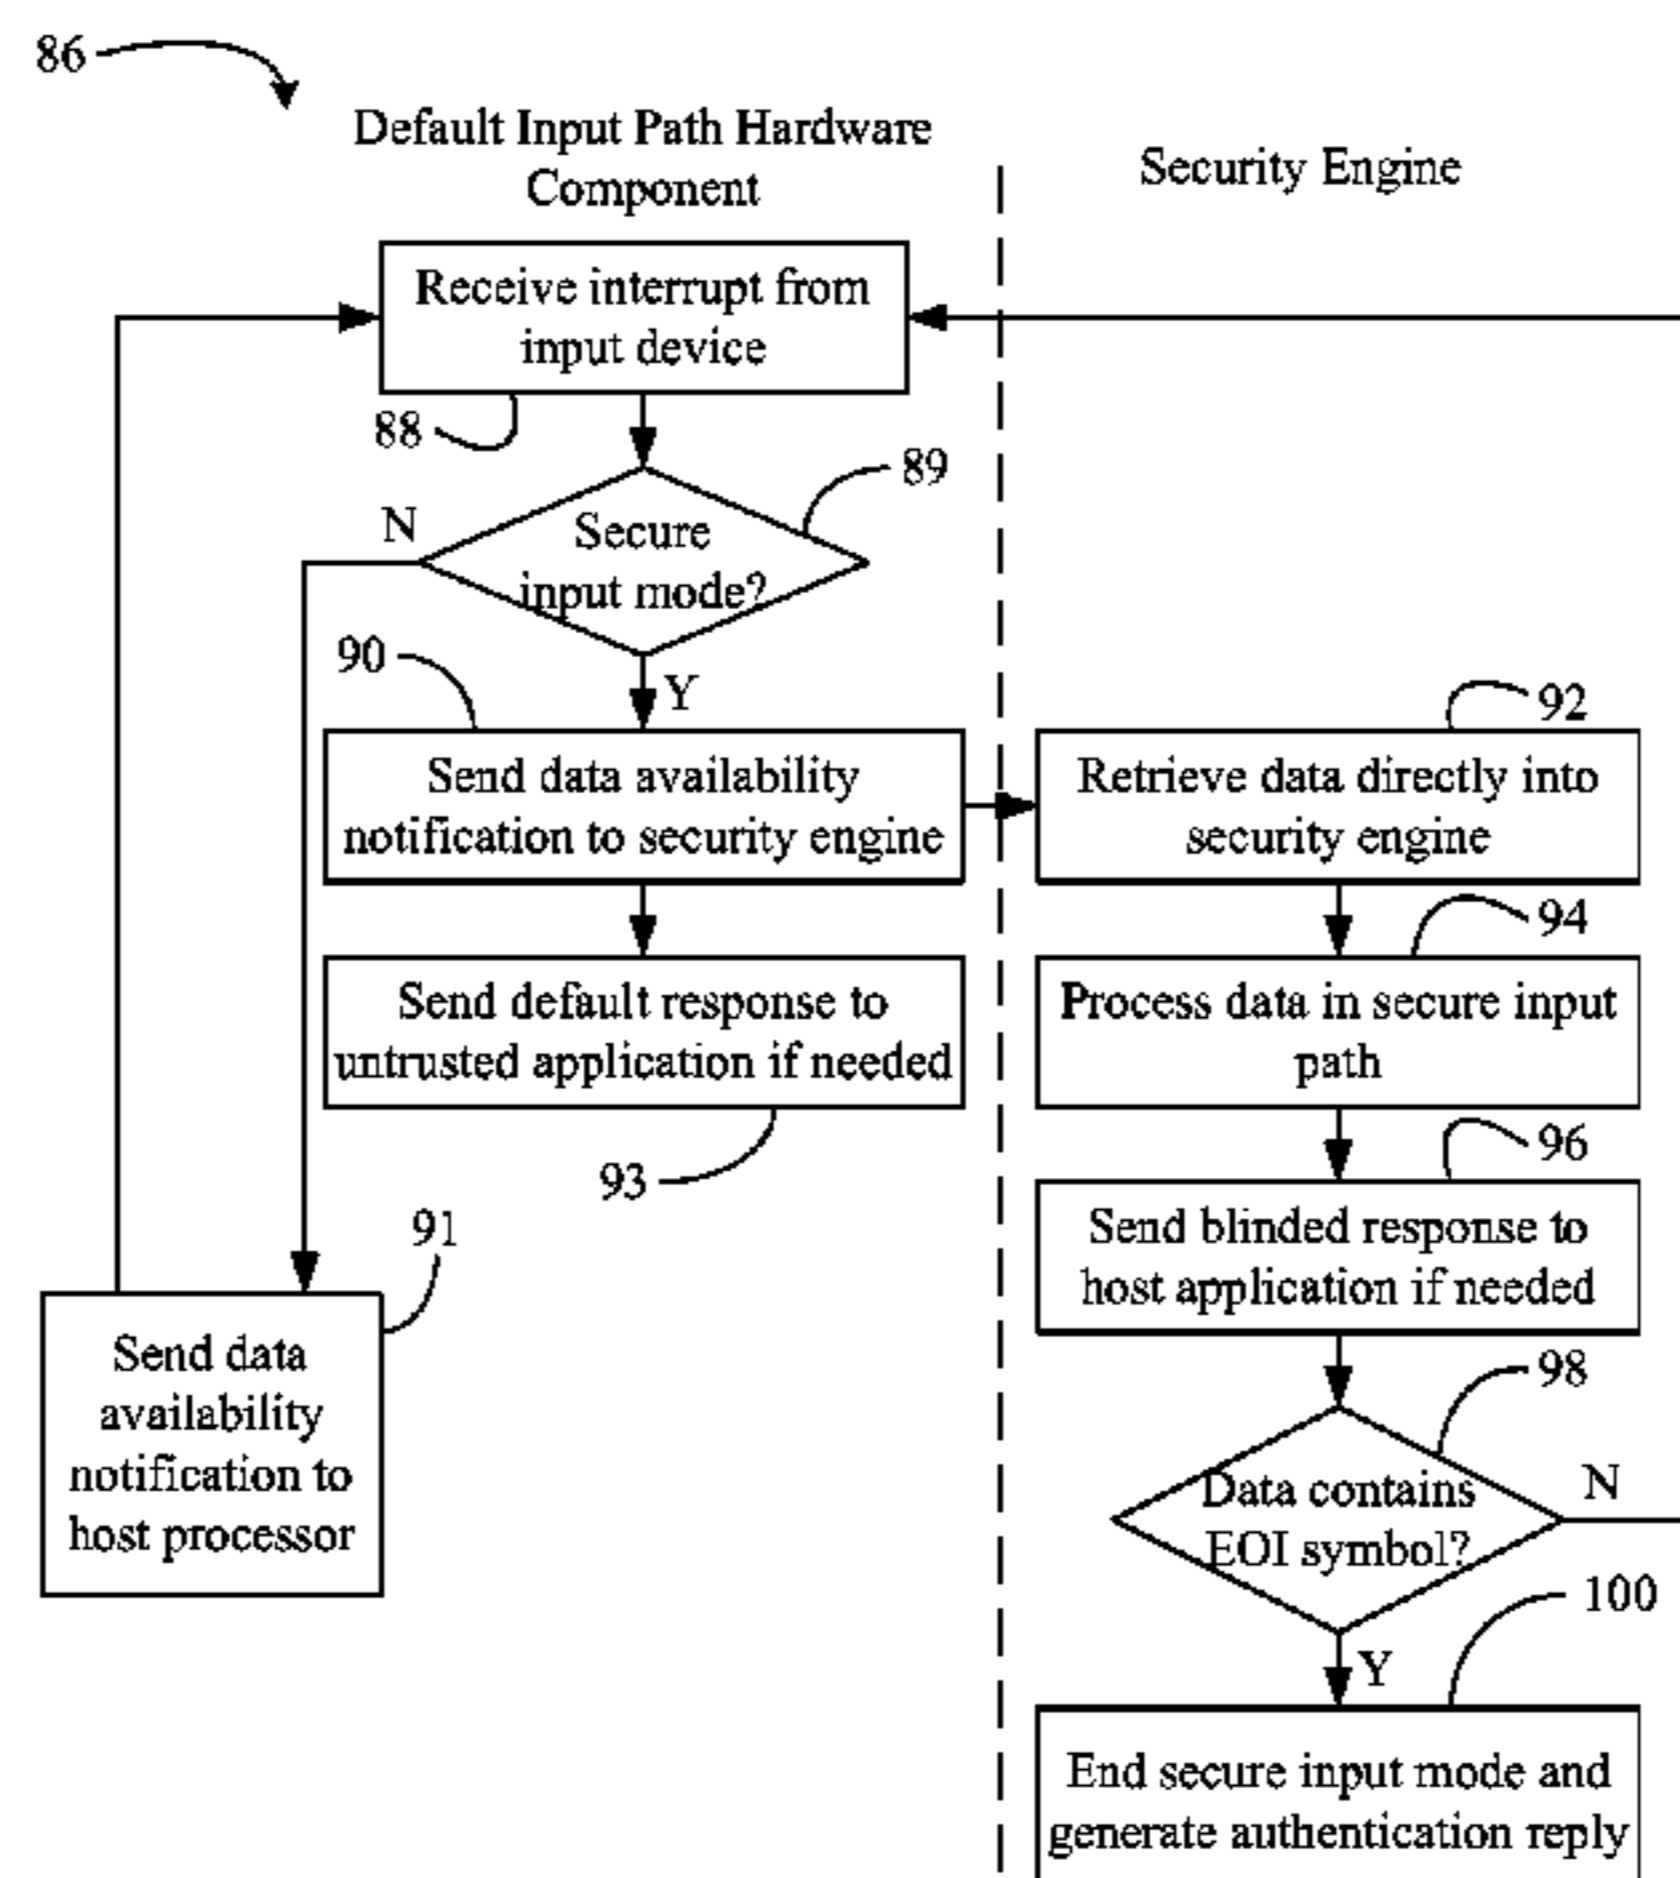 86
Default Input Path Hardware
Component
Security Engine
Receive interrupt from
input device
88
89
N
Secure
input mode?
90
Y
92
Send data availability
notification to security engine
Retrieve data directly into
security engine
94
Send default response to
untrusted application if needed
Process data in secure input
path
93
96
91
Send blinded response to
host application if needed
98
Send data
availability
notification to
host processor
Data contains
EOI symbol?
N
100
Y
End secure input mode and
generate authentication reply